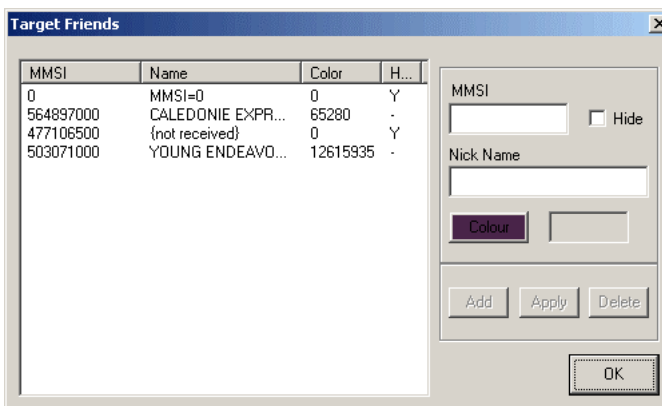 Target Friends
MMSI Name Color H...
0 MMSI=0 0 Y
564897000 CALEDONIE EXPR... 65280 -
477106500 {not received} 0 Y
503071000 YOUNG ENDEAVO... 12615935 -
MMSI
Hide
Nick Name
Colour
Add Apply Delete
OK